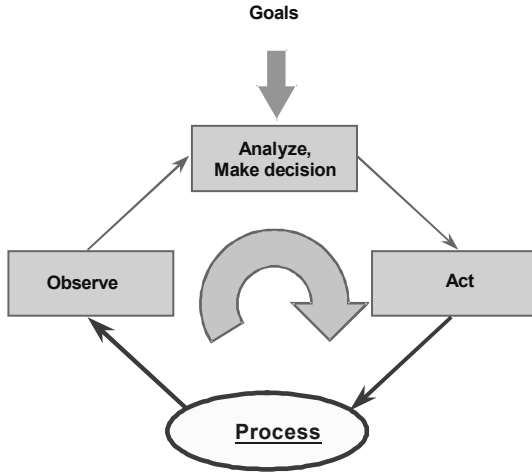 Goals
Analyze,
Make decision
Observe
Act
Process